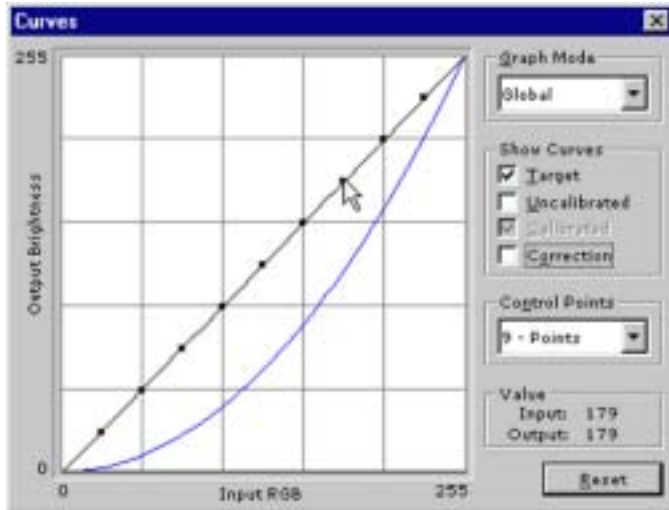 Curves
255
Output Brightness
0
0
Input RGB
255
Graph Mode
Global
Show Curves
Target
Uncalibrated
Calibrated
Correction
Control Points
9 - Points
Value
Input: 179
Output: 179
Reset